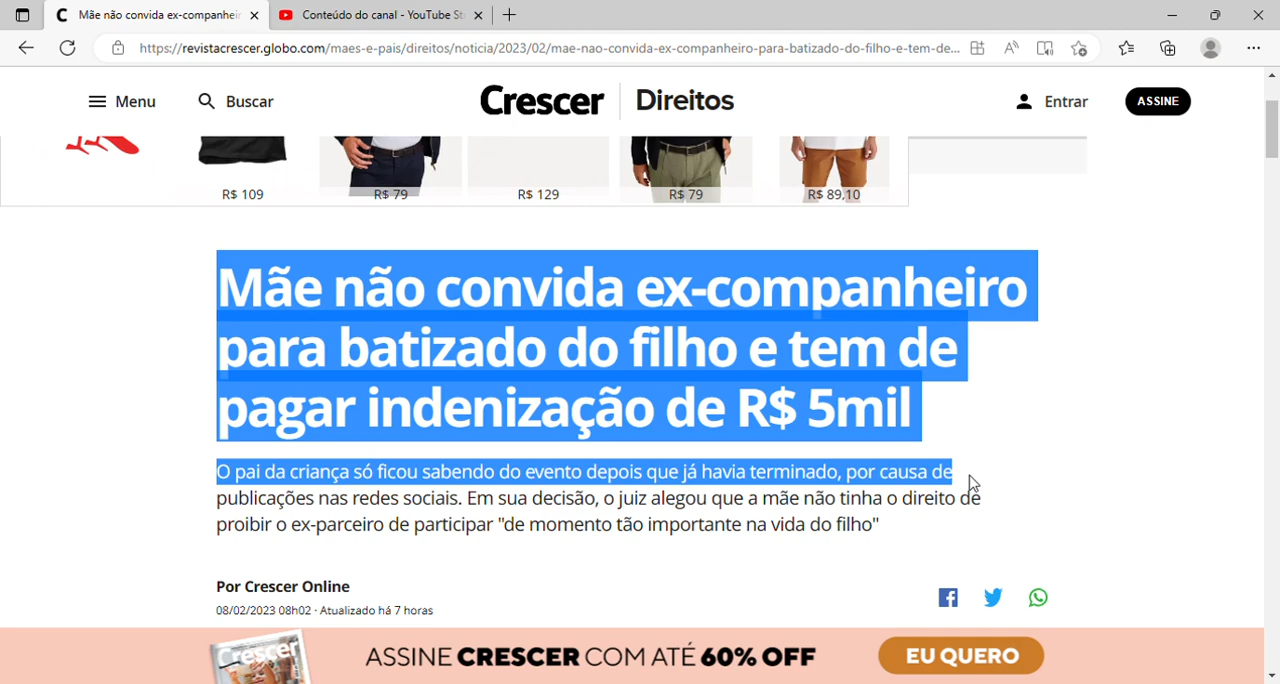 Mãe não convida ex-companheir
Conteúdo do canal - YouTube St
https://revistacrescer.globo.com/maes-e-pais/direitos/noticia/2023/02/mae-nao-convida-ex-companheiro-para-batizado-do-filho-e-tem-de...
Menu
Buscar
Crescer
Direitos
Entrar
ASSINE
R$ 109
R$ 79
R$ 129
R$ 79
R$ 89,10
Mãe não convida ex-companheiro
para batizado do filho e tem de
pagar indenização de R$ 5mil
O pai da criança só ficou sabendo do evento depois que já havia terminado, por causa de
publicações nas redes sociais. Em sua decisão, o juiz alegou que a mãe não tinha o direito de
proibir o ex-parceiro de participar "de momento tão importante na vida do filho"
Por Crescer Online
08/02/2023 08h02 · Atualizado há 7 horas
Crescer
ASSINE CRESCER COM ATÉ 60% OFF
EU QUERO